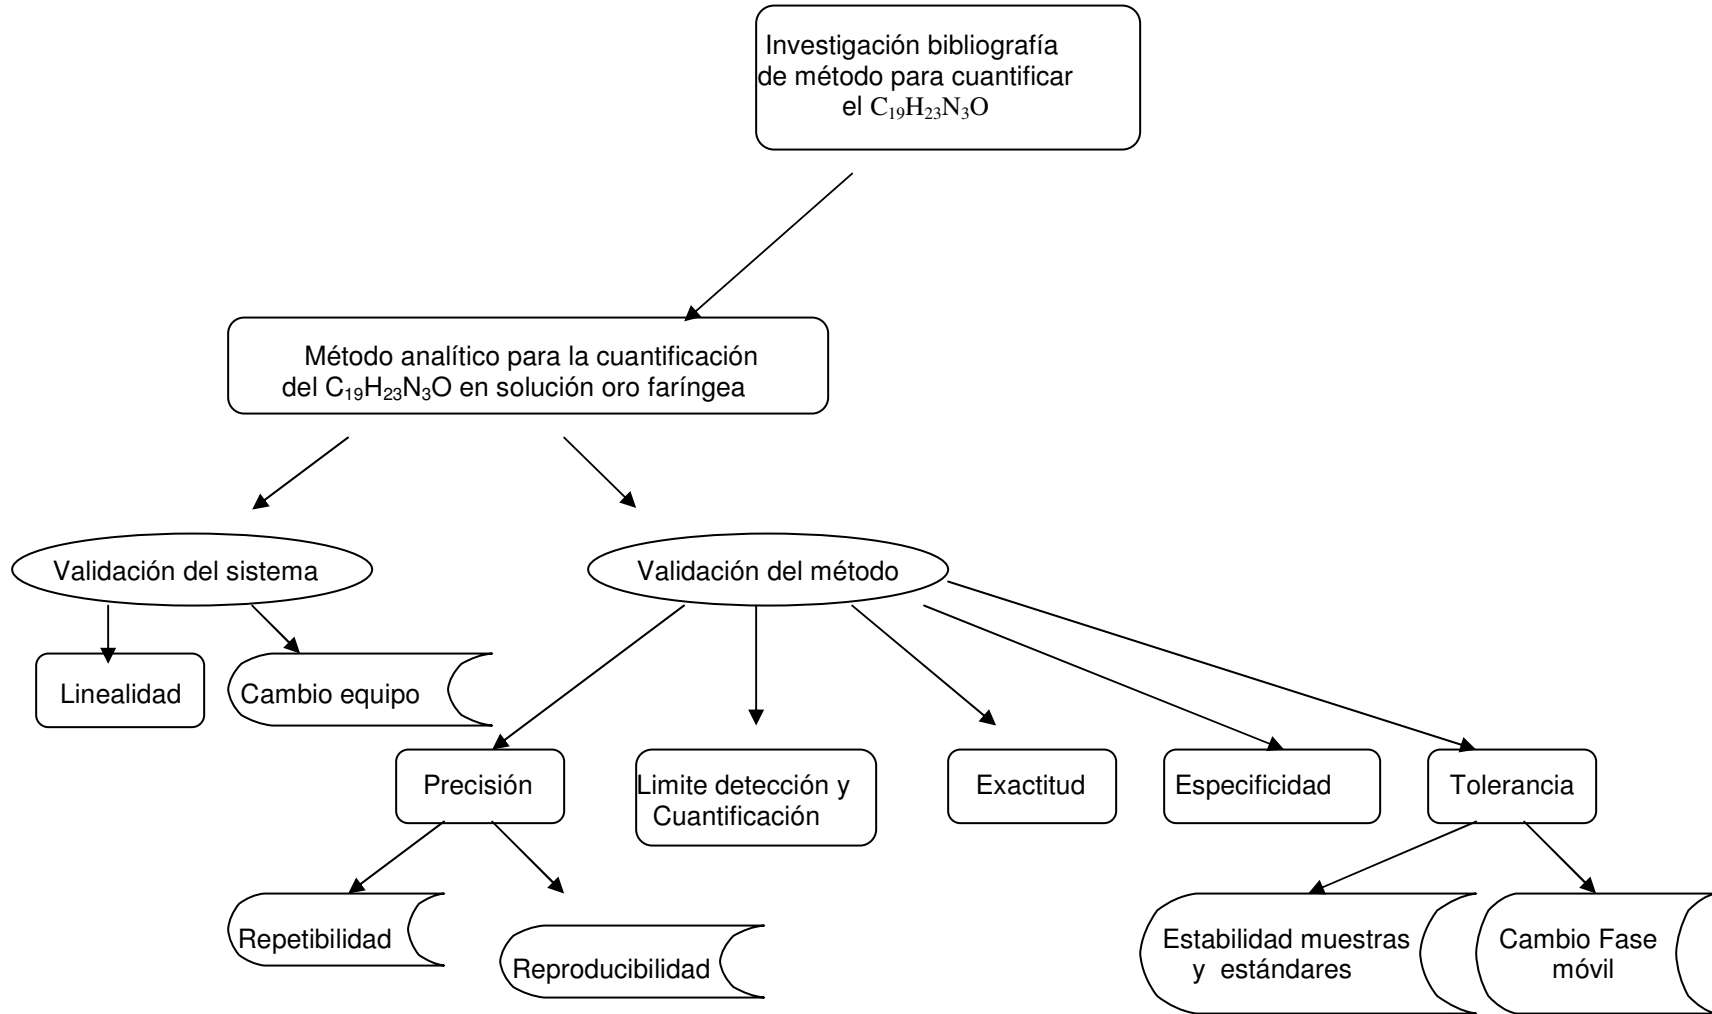 Investigación bibliografía
de método para cuantificar
el C₁₉H₂₃N₃O
Método analítico para la cuantificación
del C₁₉H₂₃N₃O en solución oro faríngea
Validación del sistema
Validación del método
Linealidad
Cambio equipo
Precisión
Limite detección y
Cuantificación
Exactitud
Especificidad
Tolerancia
Repetibilidad
Reproducibilidad
Estabilidad muestras
y estándares
Cambio Fase
móvil